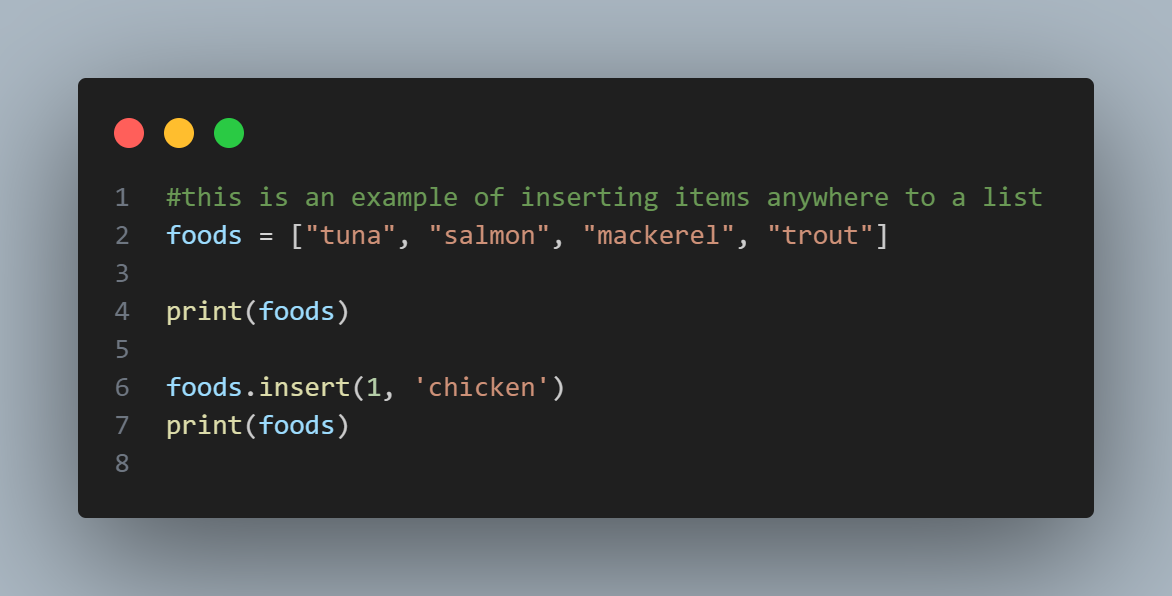 1 #this is an example of inserting items anywhere to a list
2 foods = ["tuna", "salmon", "mackerel", "trout"]
3
4 print(foods)
5
6 foods.insert(1, 'chicken')
7 print(foods)
8